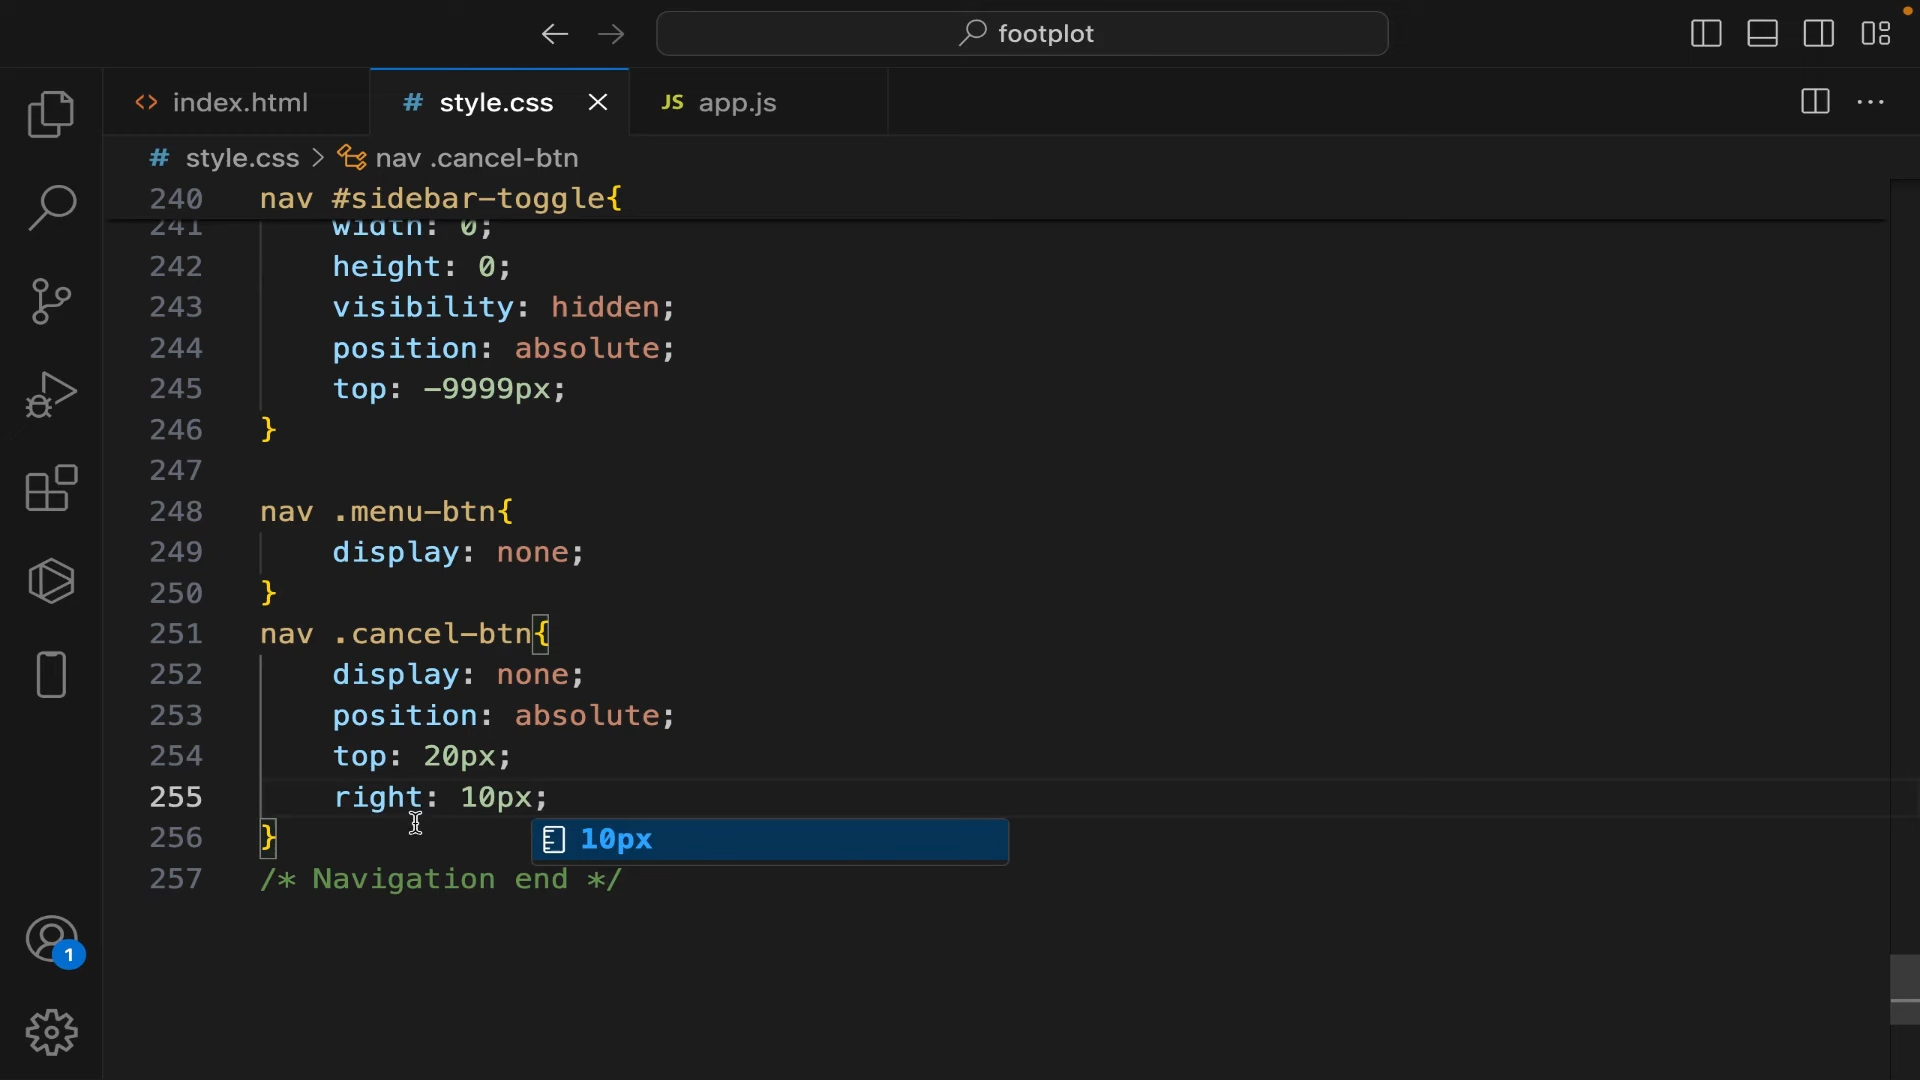 footplot
<> index.html
# style.css
JS app.js
# style.css > nav .cancel-btn
240 nav #sidebar-toggle{
241 width: 0;
242 height: 0;
243 visibility: hidden;
244 position: absolute;
245 top: -9999px;
246 }
247
248 nav .menu-btn{
249 display: none;
250 }
251 nav .cancel-btn{
252 display: none;
253 position: absolute;
254 top: 20px;
255 right: 10px;
256 }
10px
257 /* Navigation end */
1